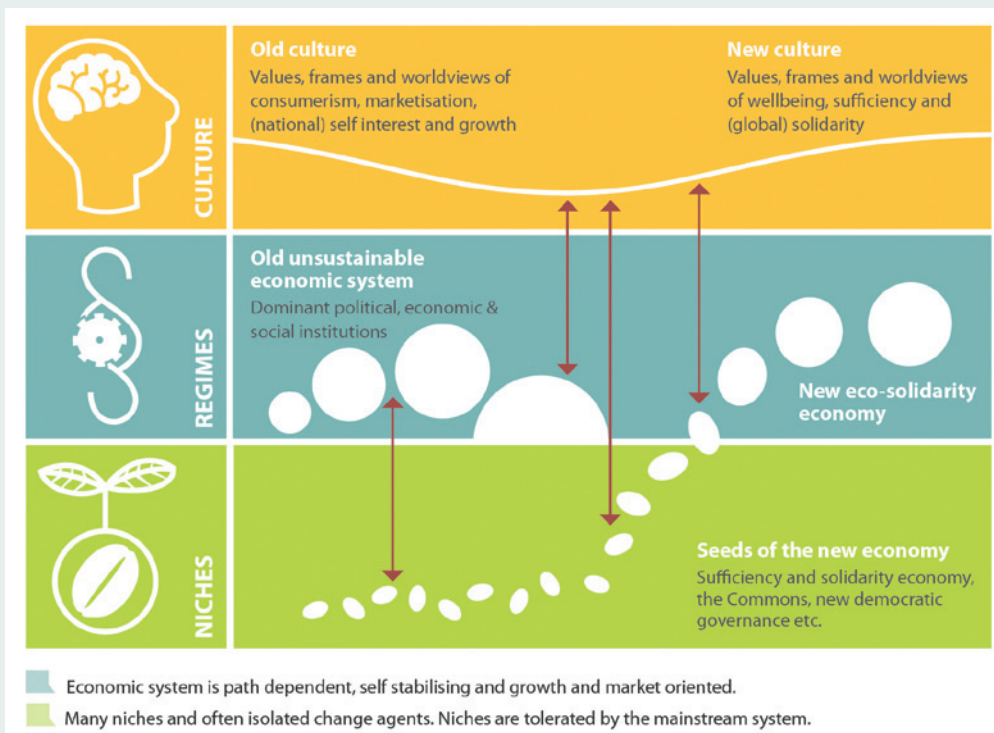 CULTURE
Old culture
Values, frames and worldviews of
consumerism, marketisation,
(national) self interest and growth
New culture
Values, frames and worldviews
of wellbeing, sufficiency and
(global) solidarity
REGIMES
Old unsustainable
economic system
Dominant political, economic &
social institutions
New eco-solidarity
economy
NICHES
Seeds of the new economy
Sufficiency and solidarity economy,
the Commons, new democratic
governance etc.
Economic system is path dependent, self stabilising and growth and market oriented.
Many niches and often isolated change agents. Niches are tolerated by the mainstream system.